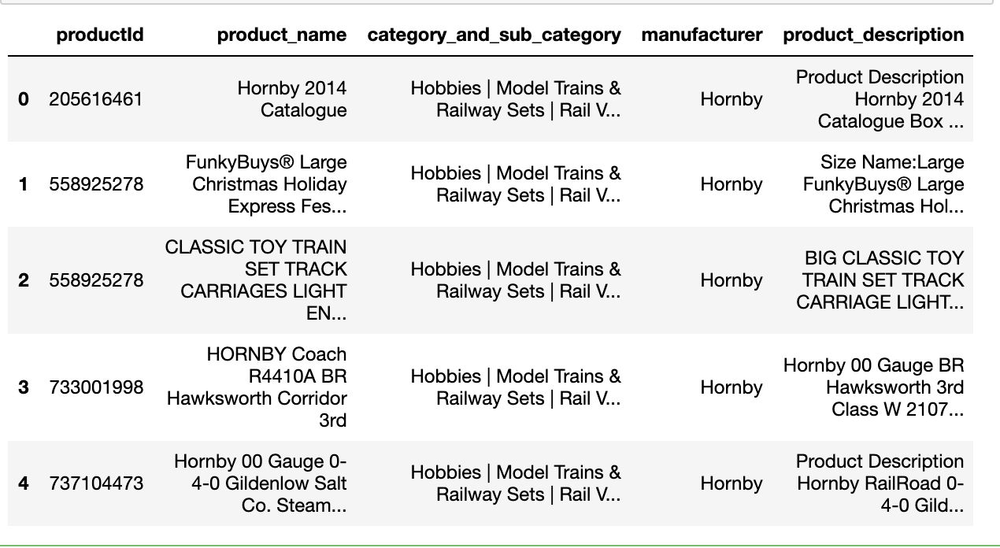 productId product_name category_and_sub_category manufacturer product_description
0 205616461 Hornby 2014 Catalogue Hobbies | Model Trains & Railway Sets | Rail V... Hornby Product Description Hornby 2014 Catalogue Box ...
1 558925278 FunkyBuys® Large Christmas Holiday Express Fes... Hobbies | Model Trains & Railway Sets | Rail V... Hornby Size Name:Large FunkyBuys® Large Christmas Hol...
2 558925278 CLASSIC TOY TRAIN SET TRACK CARRIAGES LIGHT EN... Hobbies | Model Trains & Railway Sets | Rail V... Hornby BIG CLASSIC TOY TRAIN SET TRACK CARRIAGE LIGHT...
3 733001998 HORNBY Coach R4410A BR Hawksworth Corridor 3rd Hobbies | Model Trains & Railway Sets | Rail V... Hornby Hornby 00 Gauge BR Hawksworth 3rd Class W 2107...
4 737104473 Hornby 00 Gauge 0-4-0 Gildenlow Salt Co. Steam... Hobbies | Model Trains & Railway Sets | Rail V... Hornby Product Description Hornby RailRoad 0-4-0 Gild...